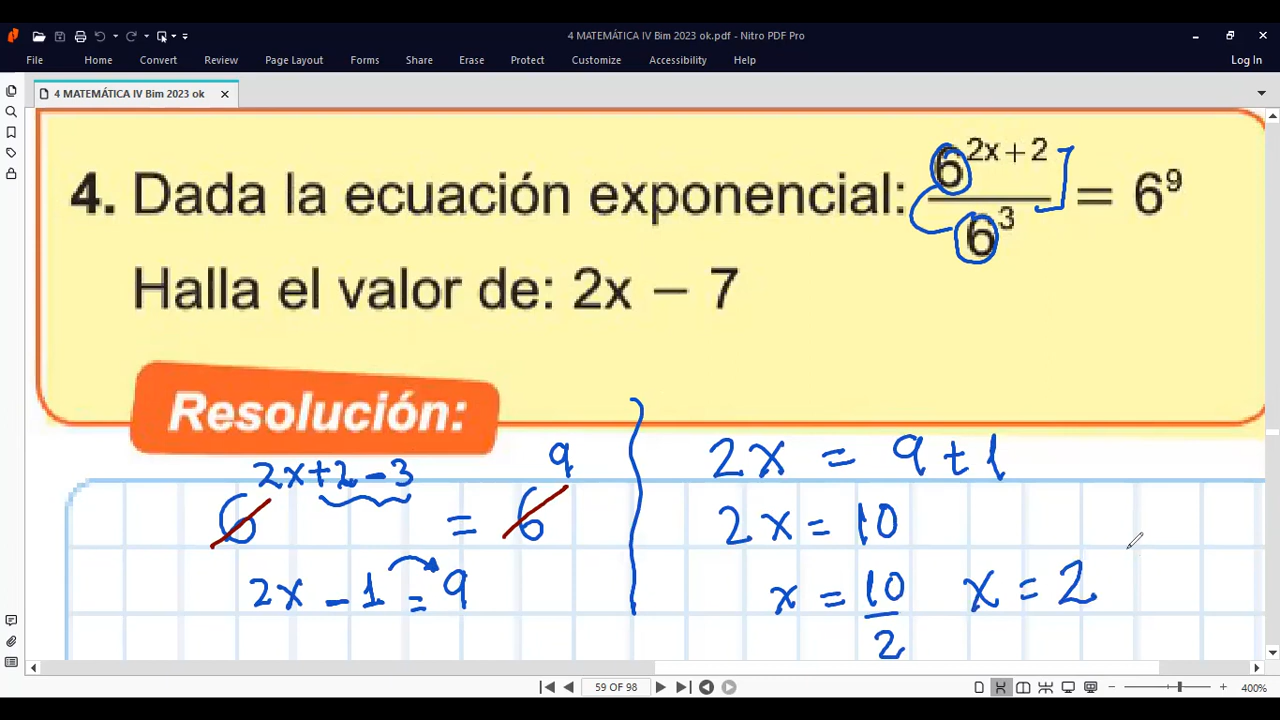 4 MATEMÁTICA IV Bim 2023 ok.pdf - Nitro PDF Pro
File Home Convert Review Page Layout Forms Share Erase Protect Customize Accessibility Help Log In
4 MATEMÁTICA IV Bim 2023 ok
4. Dada la ecuación exponencial: 6^(2x+2) / 6^3 = 6^9
Halla el valor de: 2x − 7
Resolución:
6^(2x+2-3) = 6^9
2x - 1 = 9
2x = 9 + 1
2x = 10
x = 10/2 x = 2
59 OF 98 400%